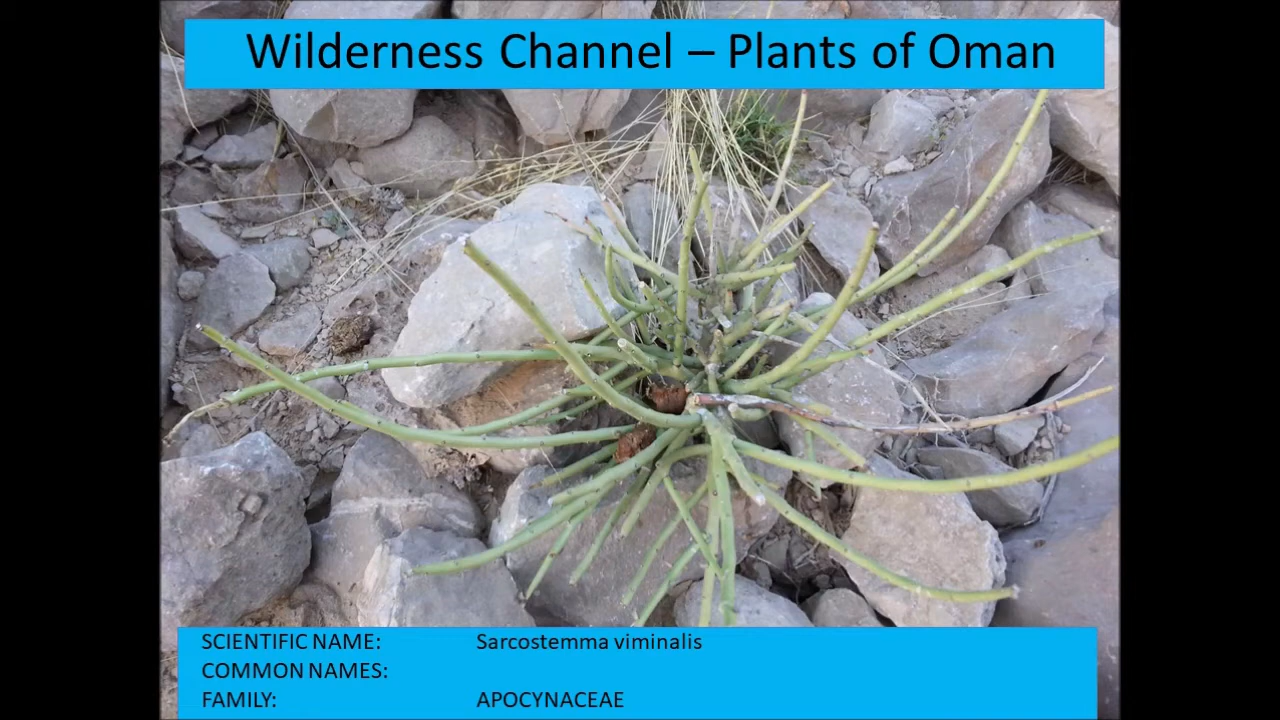 Wilderness Channel – Plants of Oman
SCIENTIFIC NAME: Sarcostemma viminalis
COMMON NAMES:
FAMILY: APOCYNACEAE